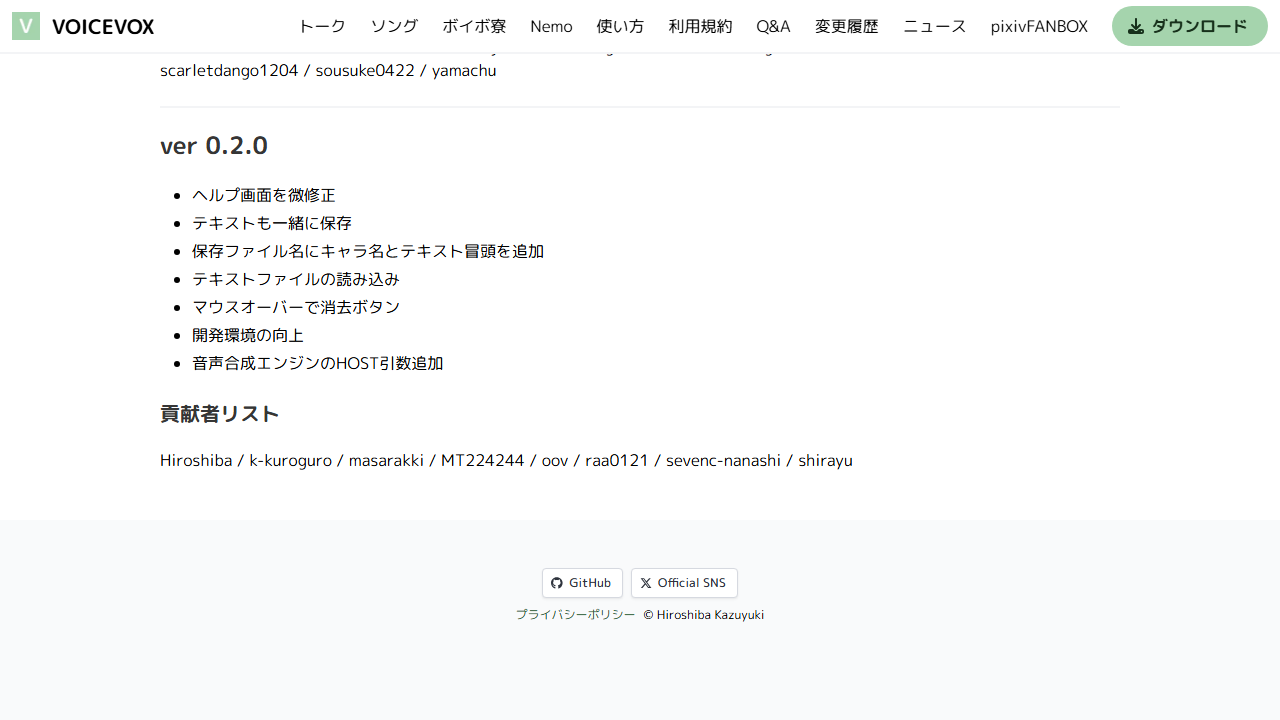 VOICEVOX
トーク ソング ボイボ寮 Nemo 使い方 利用規約 Q&A 変更履歴 ニュース pixivFANBOX ダウンロード
scarletdango1204 / sousuke0422 / yamachu
ver 0.2.0
ヘルプ画面を微修正
テキストも一緒に保存
保存ファイル名にキャラ名とテキスト冒頭を追加
テキストファイルの読み込み
マウスオーバーで消去ボタン
開発環境の向上
音声合成エンジンのHOST引数追加
貢献者リスト
Hiroshiba / k-kuroguro / masarakki / MT224244 / oov / raa0121 / sevenc-nanashi / shirayu
GitHub Official SNS
プライバシーポリシー © Hiroshiba Kazuyuki